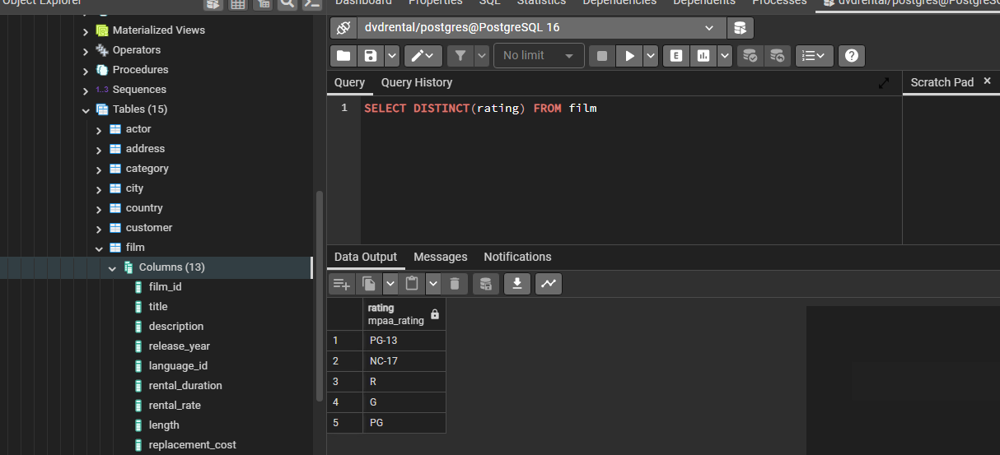 Object Explorer
Dashboard Properties SQL Statistics Dependencies Dependents Processes dvdrental/postgres@PostgreSQ
Materialized Views
Operators
Procedures
1..3 Sequences
Tables (15)
actor
address
category
city
country
customer
film
Columns (13)
film_id
title
description
release_year
language_id
rental_duration
rental_rate
length
replacement_cost
dvdrental/postgres@PostgreSQL 16
No limit
E
Query Query History
Scratch Pad
1 SELECT DISTINCT(rating) FROM film
Data Output Messages Notifications
rating
mpaa_rating
1 PG-13
2 NC-17
3 R
4 G
5 PG